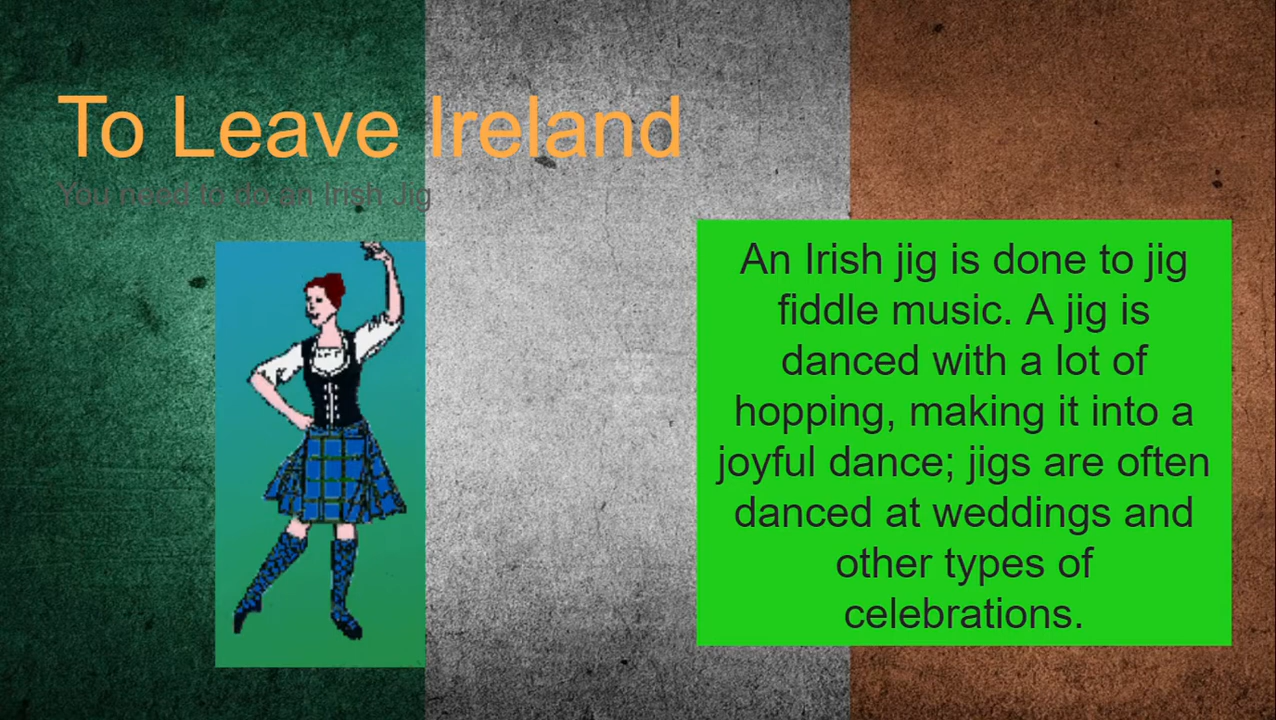 To Leave Ireland
You need to do an Irish Jig
An Irish jig is done to jig
fiddle music. A jig is
danced with a lot of
hopping, making it into a
joyful dance; jigs are often
danced at weddings and
other types of
celebrations.